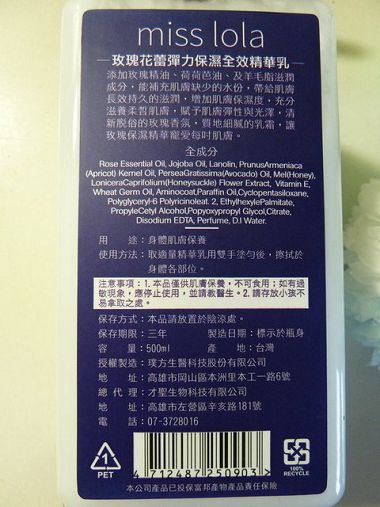 miss lola
玫瑰花蕾彈力保濕全效精華乳
添加玫瑰精油、荷荷芭油、及羊毛脂滋潤
成分，能補充肌膚缺少的水份，帶給肌膚
長效持久的滋潤，增加肌膚保濕度，充分
滋養柔皙肌膚，賦予肌膚彈性與光澤，清
新脫俗的玫瑰香氛，質地細膩的乳霜，讓
玫瑰保濕精華寵愛每吋肌膚。
全成分
Rose Essential Oil, Jojoba Oil, Lanolin, PrunusArmeniaca
(Apricot) Kernel Oil, PerseaGratissima(Avocado) Oil, Mel(Honey),
LoniceraCaprifolium(Honeysuckle) Flower Extract, Vitamin E,
Wheat Germ Oil, Aminocoat,Paraffin Oil,Cyclopentasiloxane,
Polyglyceryl-6 Polyricinoleat. 2, EthylhexylePalmitate,
PropyleCetyl Alcohol,Popyoxypropyl Glycol,Citrate,
Disodium EDTA, Perfume, D.I Water.
用途：身體肌膚保養
使用方法：取適量精華乳用雙手塗勻後，擦拭於
身體各部位。
注意事項：1.本品僅供肌膚保養，不可食用；如有過
敏現象，應停止使用，並請教醫生。2.請存放小孩不
易拿取之處。
保存方式：本品請放置於陰涼處。
保存期限：三年 製造日期：標示於瓶身
容量：500ml 產地：台灣
授權製造：璞方生醫科技股份有限公司
地址：高雄市岡山區本洲里本工一路6號
總代理：才聖生物科技有限公司
地址：高雄市左營區辛亥路181號
電話：07-3728016
1
PET
4 712487 250903
100%
RECYCLE
本公司產品已投保富邦產物產品責任保險